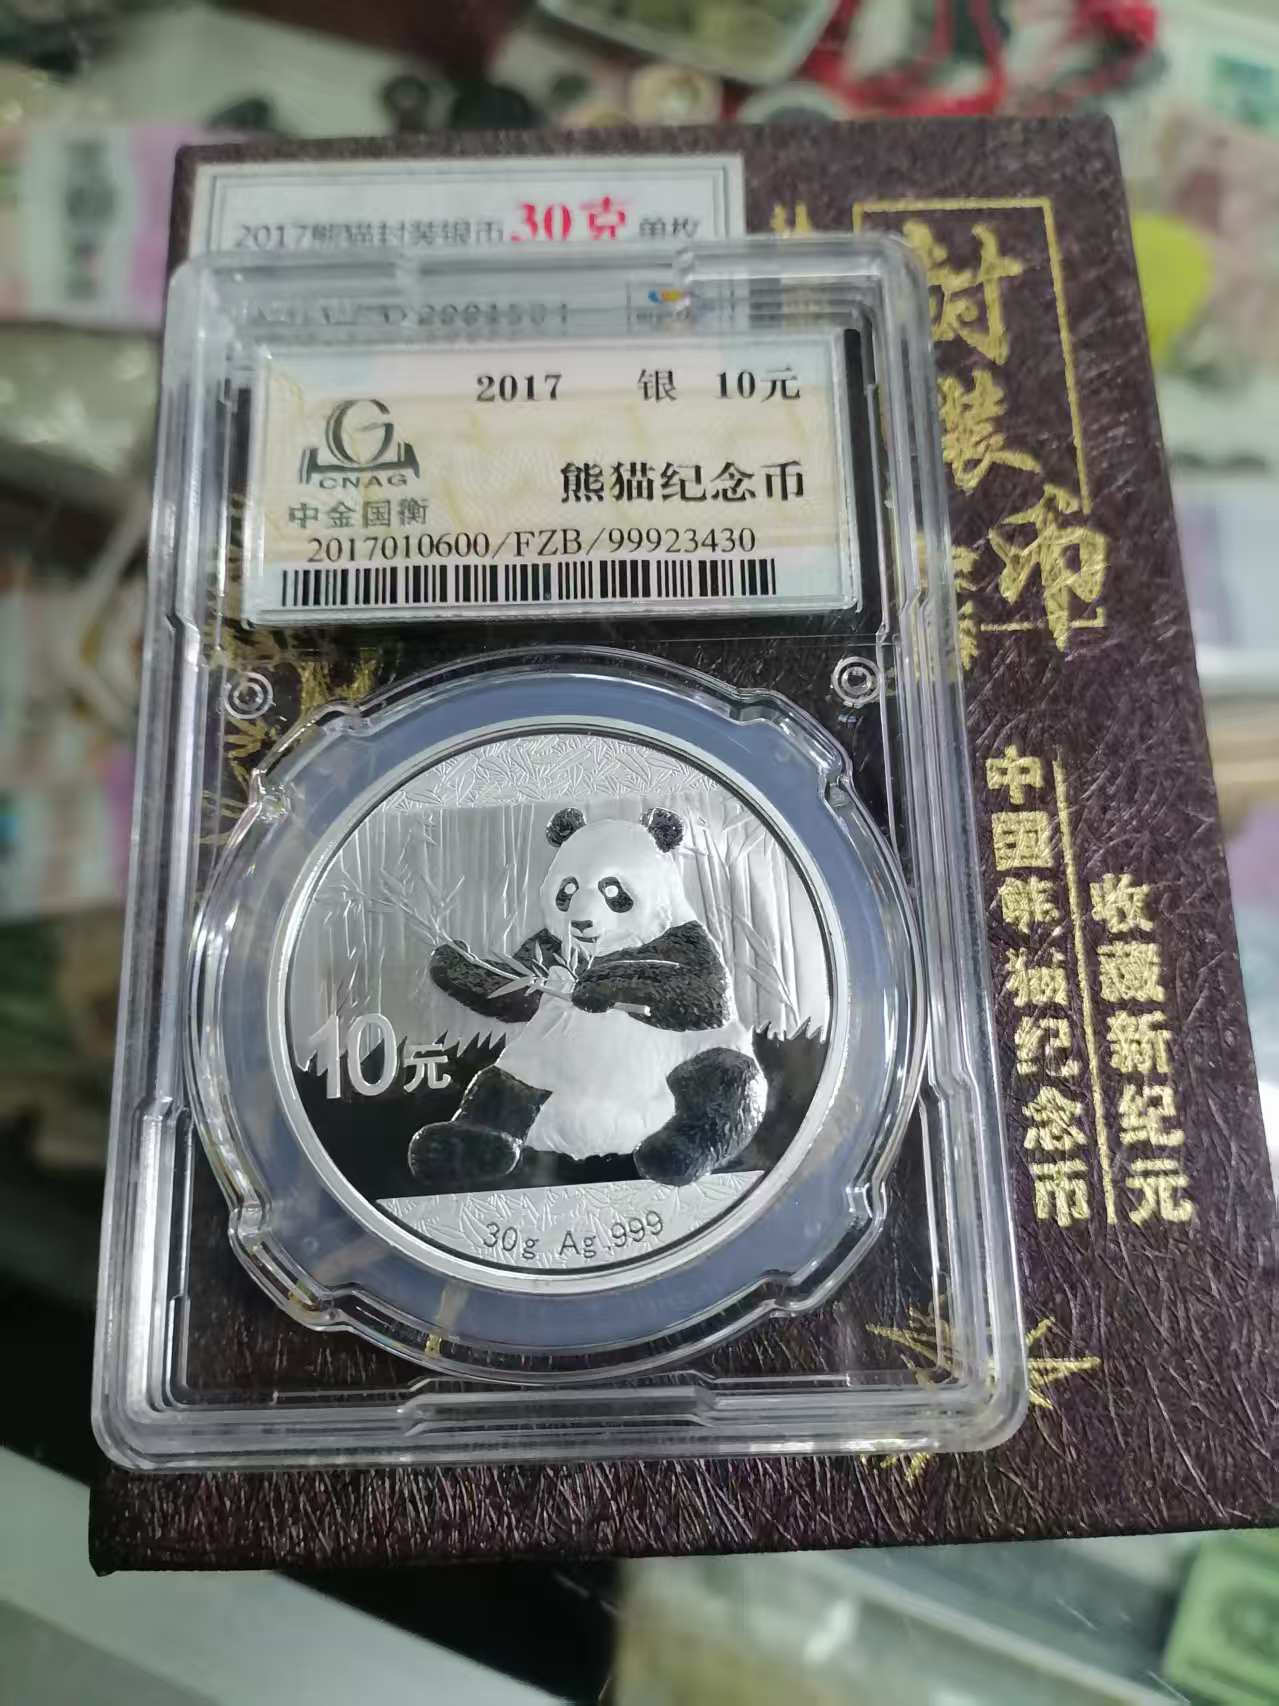 2017熊猫封装银币30克单枚
2017 银 10元
CNAG
中金国衡
熊猫纪念币
2017010600/FZB/99923430
10元
30g Ag.999
封装币
中国熊猫纪念币
收藏新纪元